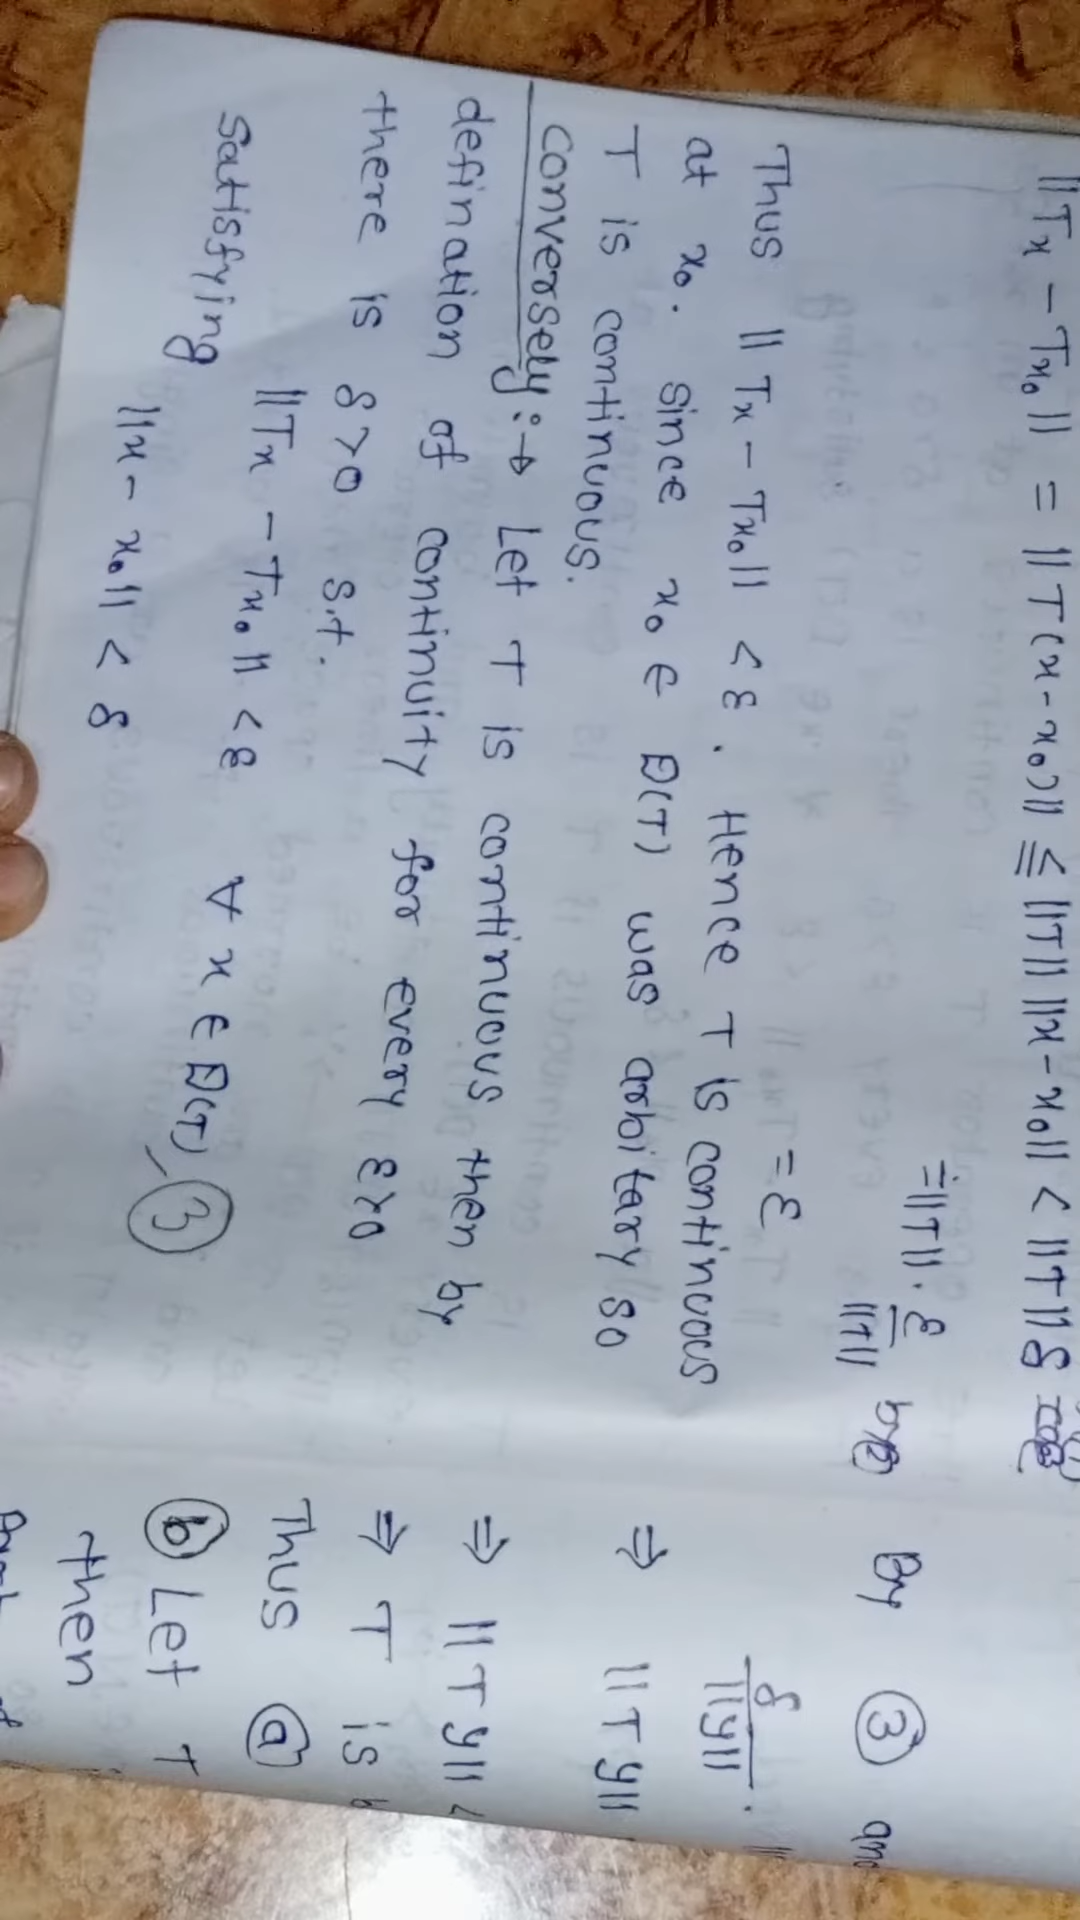 ||Tx - Tx₀|| = ||T(x-x₀)|| ≤ ||T|| ||x-x₀|| < ||T|| δ
= ||T||. ε/||T|| by ②
= ε
Thus || Tx - Tx₀|| < ε . Hence T is continuous
at x₀. Since x₀ ∈ D(T) was arbitary so
T is continuous.
Conversely :→ Let T is continuous then by
defination of continuity for every ε>0
there is δ>0 s.t.
||Tx - Tx₀ || < ε ∀ x ∈ D(T), ③
Satisfying
||x - x₀|| < δ
By ③ and
δ/||y|| .
⇒ ||Ty||
⇒ ||Ty|| <
⇒ T is
Thus ⓐ
ⓑ Let T
then